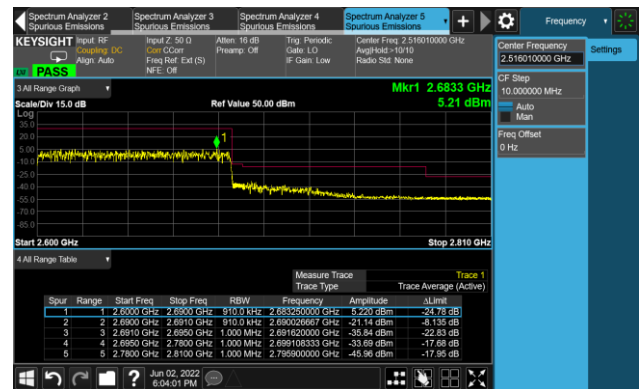 Spectrum Analyzer 2
Spurious Emissions
Spectrum Analyzer 3
Spurious Emissions
Spectrum Analyzer 4
Spurious Emissions
Spectrum Analyzer 5
Spurious Emissions
Frequency
KEYSIGHT
Input: RF
Coupling: DC
Align: Auto
Input Z: 50 Ω
Corr CCorr
Freq Ref: Ext (S)
NFE: Off
Atten: 16 dB
Preamp: Off
Trig: Periodic
Gate: LO
IF Gain: Low
Center Freq: 2.516010000 GHz
Avg|Hold:>10/10
Radio Std: None
PASS
3 All Range Graph
Mkr1 2.6833 GHz
Scale/Div 15.0 dB
Ref Value 50.00 dBm
5.21 dBm
Log
35.0
20.0
5.00
-10.0
-25.0
-40.0
-55.0
-70.0
-85.0
1
Start 2.600 GHz
Stop 2.810 GHz
4 All Range Table
Measure Trace Trace 1
Trace Type Trace Average (Active)
Spur Range Start Freq Stop Freq RBW Frequency Amplitude ΔLimit
1 1 2.6000 GHz 2.6900 GHz 910.0 kHz 2.683250000 GHz 5.220 dBm -24.78 dB
2 2 2.6900 GHz 2.6910 GHz 910.0 kHz 2.690026667 GHz -21.14 dBm -8.135 dB
3 3 2.6910 GHz 2.6950 GHz 1.000 MHz 2.691620000 GHz -35.84 dBm -22.83 dB
4 4 2.6950 GHz 2.7800 GHz 1.000 MHz 2.699108333 GHz -33.69 dBm -17.68 dB
5 5 2.7800 GHz 2.8100 GHz 1.000 MHz 2.795900000 GHz -45.96 dBm -17.95 dB
Jun 02, 2022
6:04:01 PM
Center Frequency
2.516010000 GHz
Settings
CF Step
10.000000 MHz
Auto
Man
Freq Offset
0 Hz